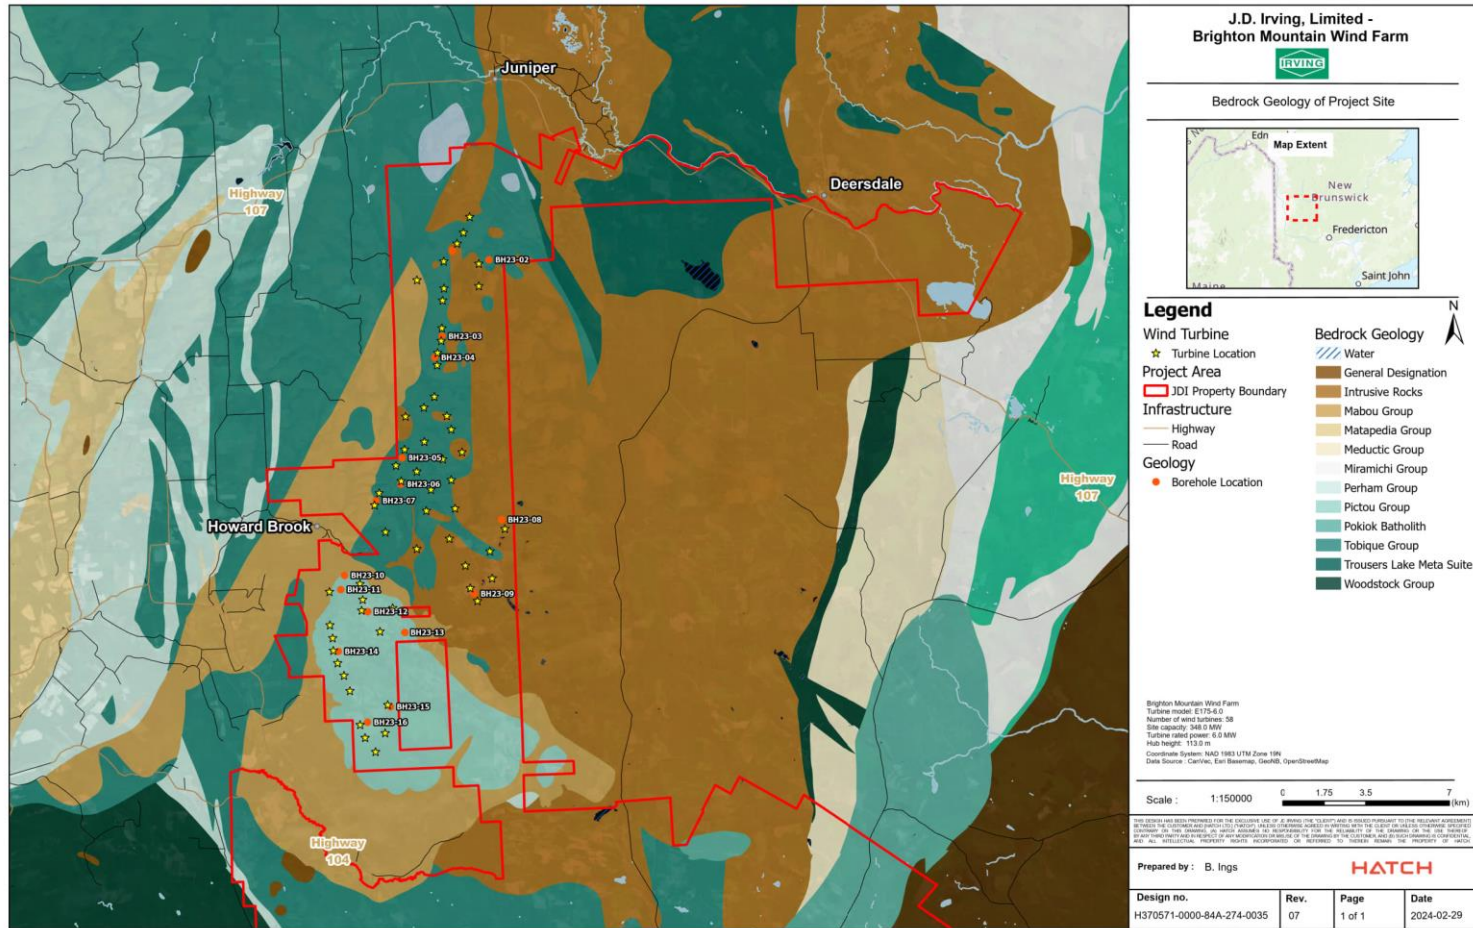 Juniper
Deersdale
Highway
107
BH23-02
BH23-03
BH23-04
BH23-05
BH23-06
BH23-07
BH23-08
Howard Brook
Highway
107
BH23-10
BH23-11
BH23-09
BH23-12
BH23-13
BH23-14
BH23-15
BH23-16
Highway
104
J.D. Irving, Limited -
Brighton Mountain Wind Farm
IRVING
Bedrock Geology of Project Site
Edn
Map Extent
New
Brunswick
Fredericton
Saint John
Maine
Legend
N
Wind Turbine
Turbine Location
Project Area
JDI Property Boundary
Infrastructure
Highway
Road
Geology
Borehole Location
Bedrock Geology
Water
General Designation
Intrusive Rocks
Mabou Group
Matapedia Group
Meductic Group
Miramichi Group
Perham Group
Pictou Group
Pokiok Batholith
Tobique Group
Trousers Lake Meta Suite
Woodstock Group
Brighton Mountain Wind Farm
Turbine model: E175-6.0
Number of wind turbines: 58
Site capacity: 348.0 MW
Turbine rated power: 6.0 MW
Hub height: 113.0 m
Coordinate System: NAD 1983 UTM Zone 19N
Data Source : CanVec, Esri Basemap, GeoNB, OpenStreetMap
Scale : 1:150000
0 1.75 3.5 7
(km)
Prepared by : B. Ings
HATCH
Design no. Rev. Page Date
H370571-0000-84A-274-0035 07 1 of 1 2024-02-29